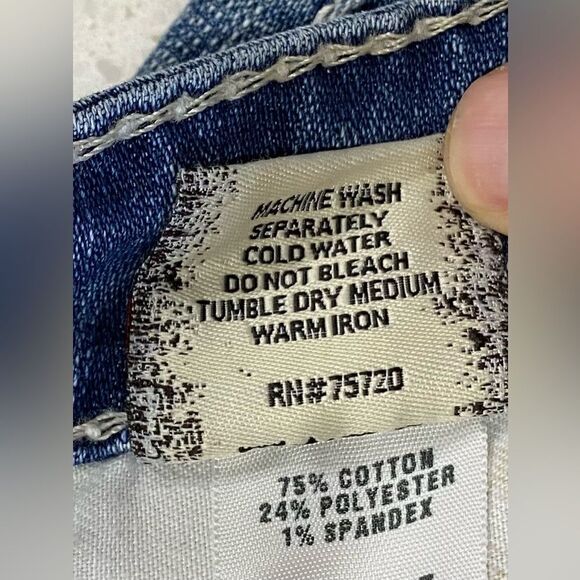 MACHINE WASH
SEPARATELY
COLD WATER
DO NOT BLEACH
TUMBLE DRY MEDIUM
WARM IRON
RN#75720
75% COTTON
24% POLYESTER
1% SPANDEX